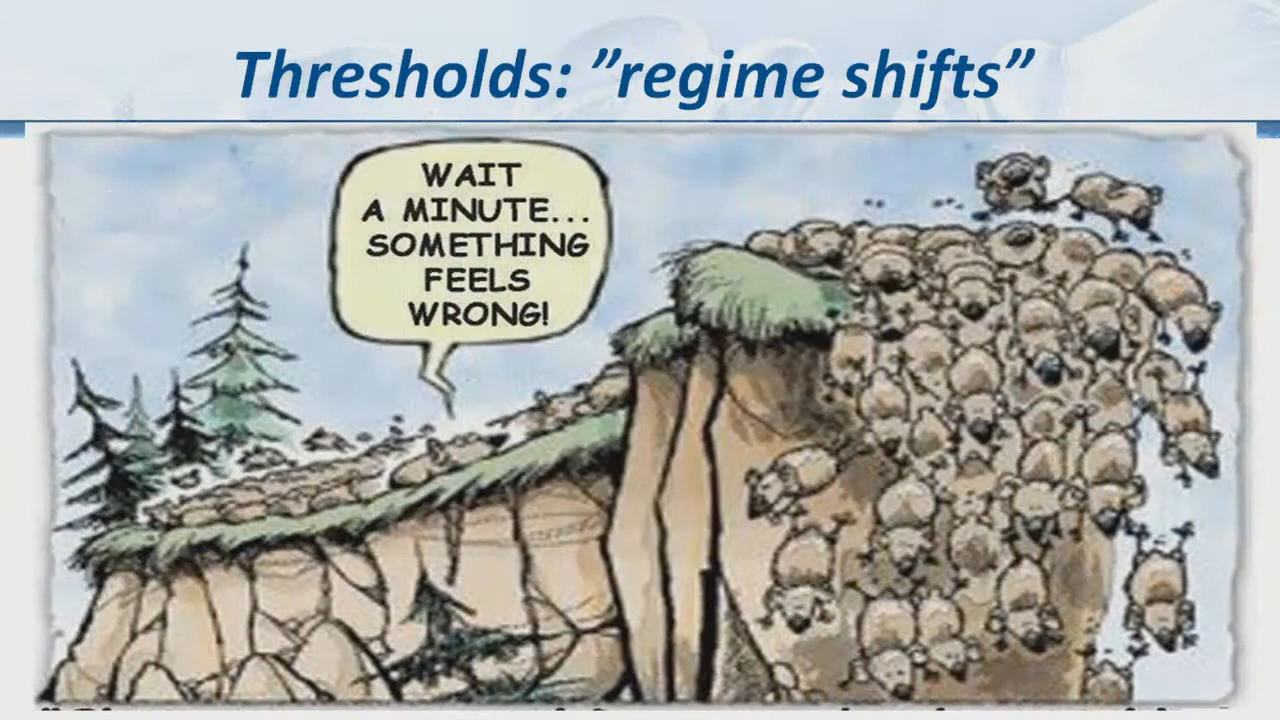 Thresholds: ”regime shifts”
WAIT
A MINUTE...
SOMETHING
FEELS
WRONG!